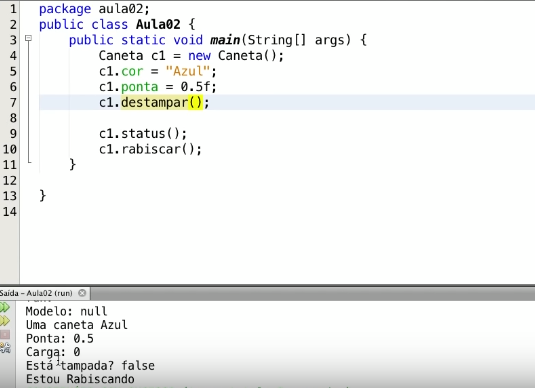 1 package aula02;
2 public class Aula02 {
3 public static void main(String[] args) {
4 Caneta c1 = new Caneta();
5 c1.cor = "Azul";
6 c1.ponta = 0.5f;
7 c1.destampar();
8
9 c1.status();
10 c1.rabiscar();
11 }
12
13 }
14
Saída - Aula02 (run)
Modelo: null
Uma caneta Azul
Ponta: 0.5
Carga: 0
Está tampada? false
Estou Rabiscando